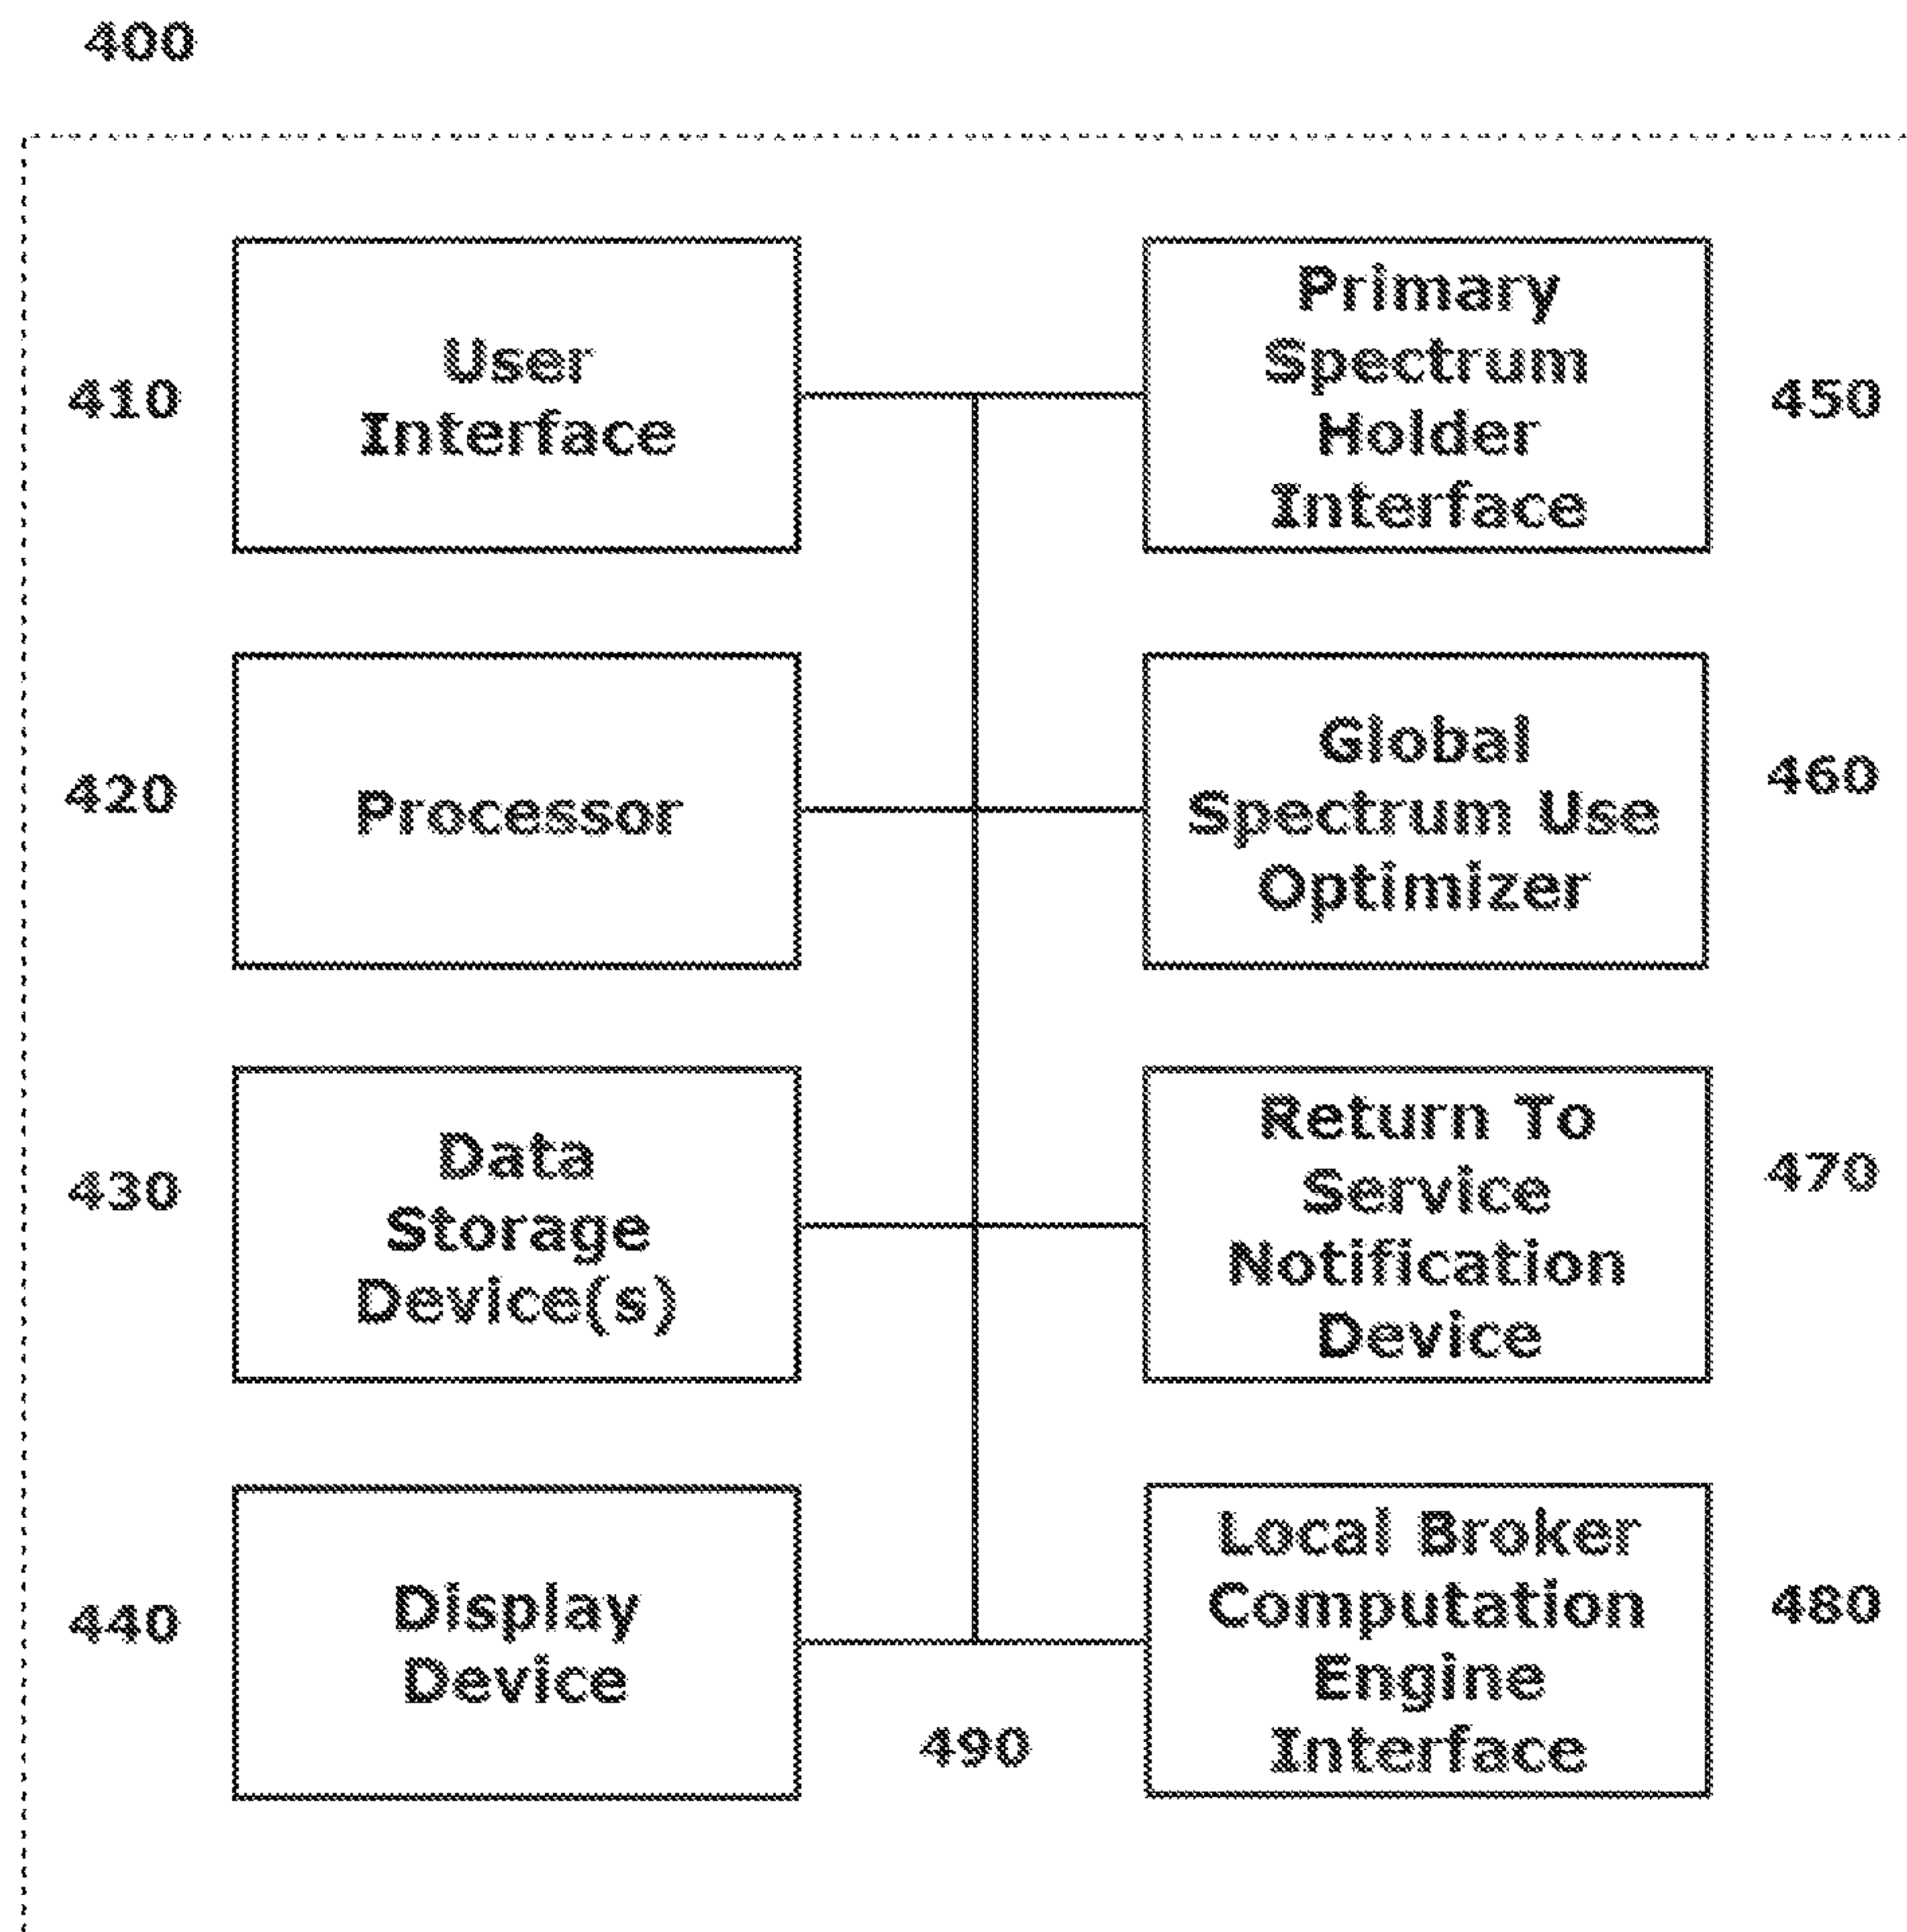 400
410
User
Interface
Primary
Spectrum
Holder
Interface
450
420
Processor
Global
Spectrum Use
Optimizer
460
430
Data
Storage
Device(s)
Return To
Service
Notification
Device
470
440
Display
Device
490
Local Broker
Computation
Engine
Interface
480